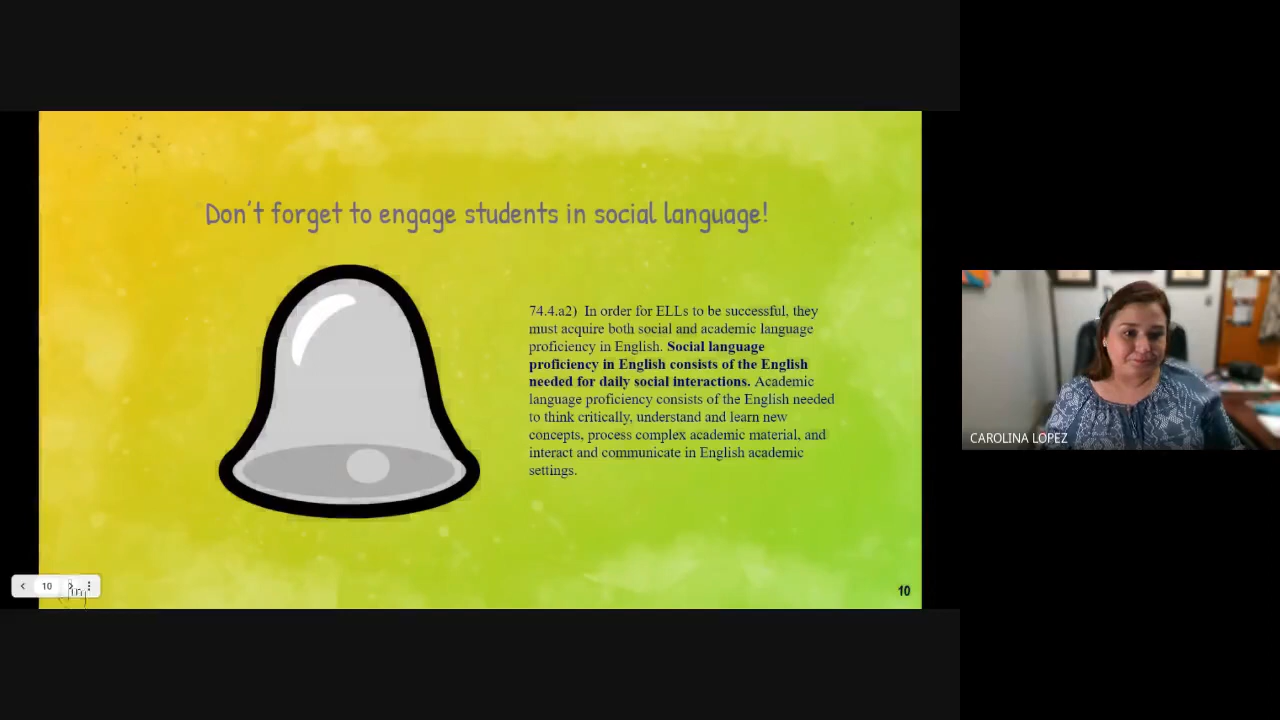 Don't forget to engage students in social language!
74.4.a2) In order for ELLs to be successful, they
must acquire both social and academic language
proficiency in English. Social language
proficiency in English consists of the English
needed for daily social interactions. Academic
language proficiency consists of the English needed
to think critically, understand and learn new
concepts, process complex academic material, and
interact and communicate in English academic
settings.
CAROLINA LOPEZ
10
10